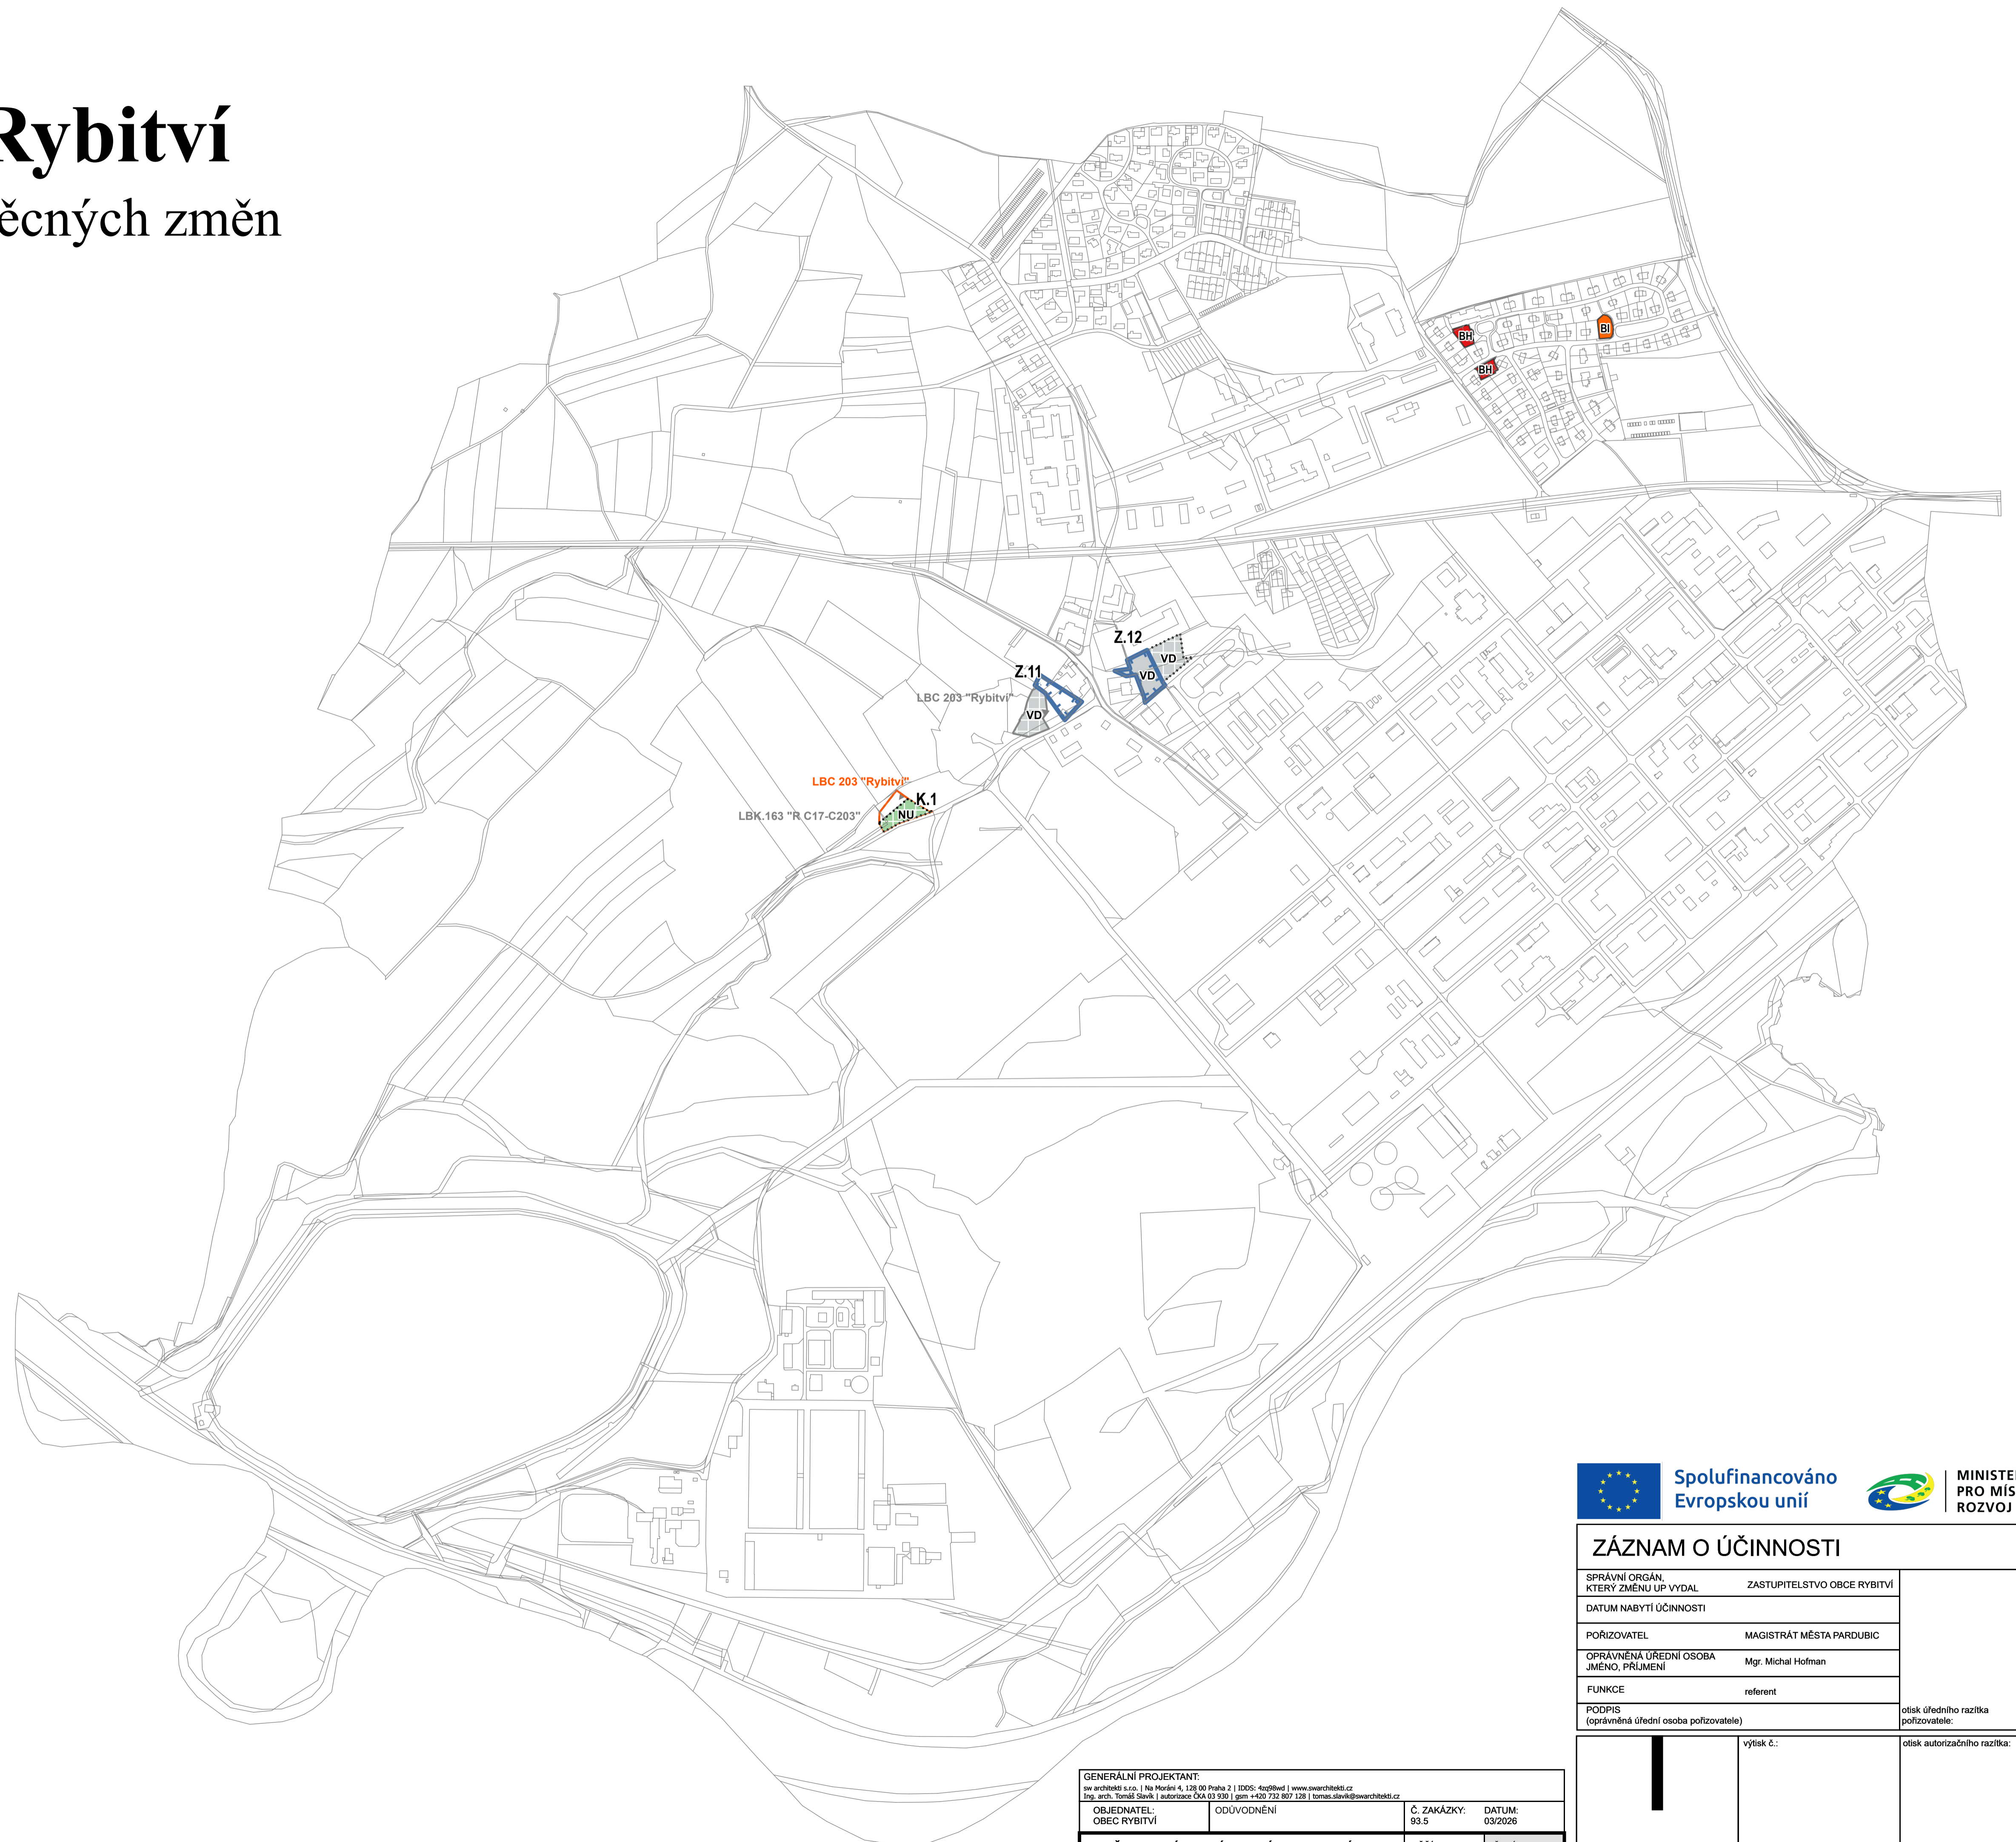 Rybitví
ěcných změn
BH
BI
BH
Z.12
VD
VD
Z.11
LBC 203 "Rybitví"
VD
LBC 203 "Rybitví"
K.1
NU
LBK.163 "R C17-C203"
Spolufinancováno
Evropskou unií
MINISTE
PRO MÍS
ROZVOJ
ZÁZNAM O ÚČINNOSTI
SPRÁVNÍ ORGÁN,
KTERÝ ZMĚNU UP VYDAL
ZASTUPITELSTVO OBCE RYBITVÍ
DATUM NABYTÍ ÚČINNOSTI
POŘIZOVATEL
MAGISTRÁT MĚSTA PARDUBIC
OPRÁVNĚNÁ ÚŘEDNÍ OSOBA
JMÉNO, PŘÍJMENÍ
Mgr. Michal Hofman
FUNKCE
referent
PODPIS
(oprávněná úřední osoba pořizovatele)
otisk úředního razítka
pořizovatele:
výtisk č.:
otisk autorizačního razítka:
GENERÁLNÍ PROJEKTANT:
sw architekti s.r.o. | Na Moráni 4, 128 00 Praha 2 | IDDS: 4zq98wd | www.swarchitekti.cz
Ing. arch. Tomáš Slavík | autorizace ČKA 03 930 | gsm +420 732 807 128 | tomas.slavik@swarchitekti.cz
OBJEDNATEL:
OBEC RYBITVÍ
ODŮVODNĚNÍ
Č. ZAKÁZKY:
93.5
DATUM:
03/2026